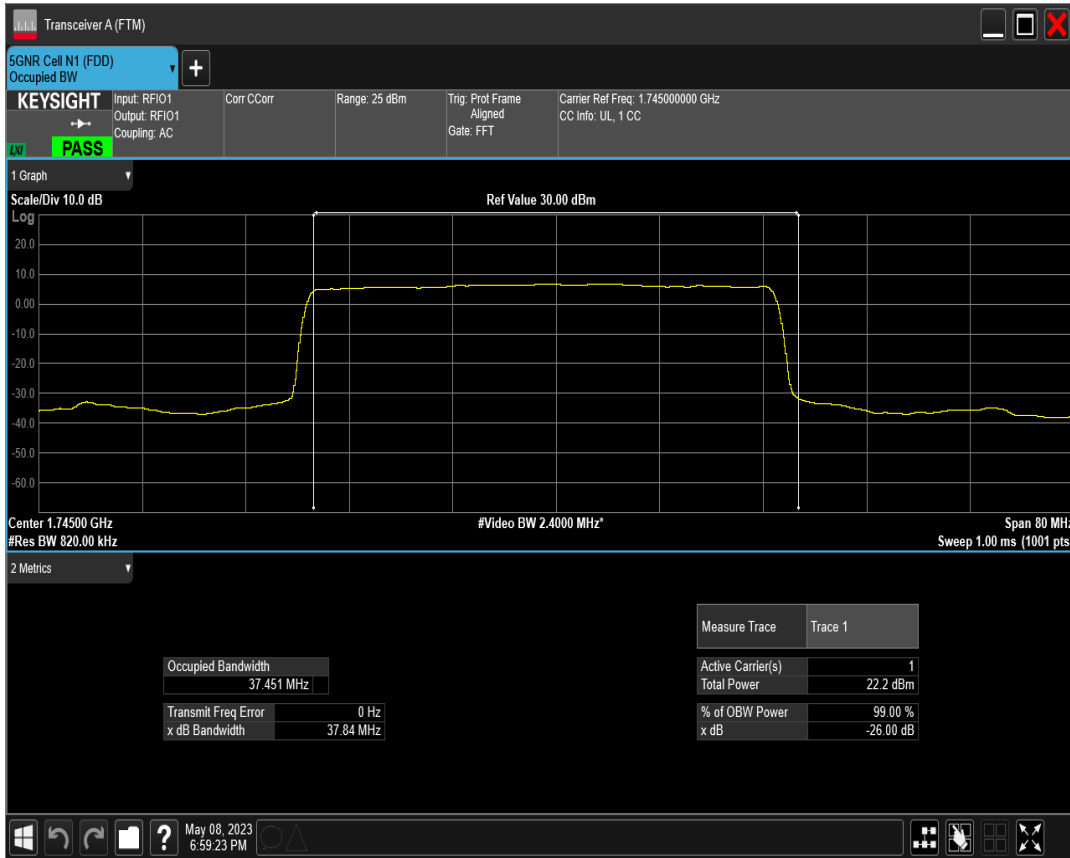 Transceiver A (FTM)
5GNR Cell N1 (FDD)
Occupied BW
+
KEYSIGHT
LXI
PASS
Input: RFIO1
Output: RFIO1
Coupling: AC
Corr CCorr
Range: 25 dBm
Trig: Prot Frame
Aligned
Gate: FFT
Carrier Ref Freq: 1.745000000 GHz
CC Info: UL, 1 CC
1 Graph
Scale/Div 10.0 dB
Ref Value 30.00 dBm
Log
20.0
10.0
0.00
-10.0
-20.0
-30.0
-40.0
-50.0
-60.0
Center 1.74500 GHz
#Video BW 2.4000 MHz*
Span 80 MHz
#Res BW 820.00 kHz
Sweep 1.00 ms (1001 pts
2 Metrics
Measure Trace Trace 1
Occupied Bandwidth
37.451 MHz
Active Carrier(s) 1
Total Power 22.2 dBm
Transmit Freq Error 0 Hz
x dB Bandwidth 37.84 MHz
% of OBW Power 99.00 %
x dB -26.00 dB
?
May 08, 2023
6:59:23 PM